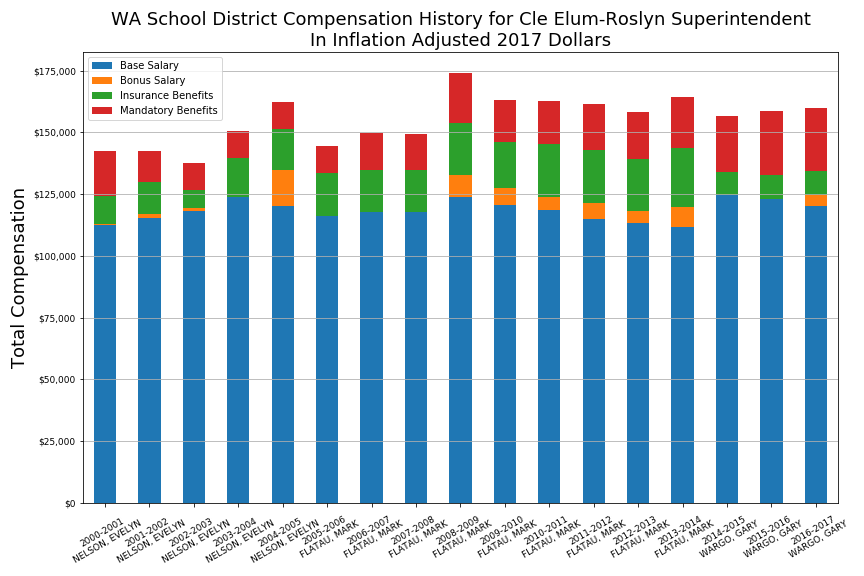 WA School District Compensation History for Cle Elum-Roslyn Superintendent
In Inflation Adjusted 2017 Dollars
Base Salary
Bonus Salary
Insurance Benefits
Mandatory Benefits
Total Compensation
$175,000
$150,000
$125,000
$100,000
$75,000
$50,000
$25,000
$0
2000-2001
NELSON, EVELYN
2001-2002
NELSON, EVELYN
2002-2003
NELSON, EVELYN
2003-2004
NELSON, EVELYN
2004-2005
NELSON, EVELYN
2005-2006
FLATAU, MARK
2006-2007
FLATAU, MARK
2007-2008
FLATAU, MARK
2008-2009
FLATAU, MARK
2009-2010
FLATAU, MARK
2010-2011
FLATAU, MARK
2011-2012
FLATAU, MARK
2012-2013
FLATAU, MARK
2013-2014
FLATAU, MARK
2014-2015
WARGO, GARY
2015-2016
WARGO, GARY
2016-2017
WARGO, GARY